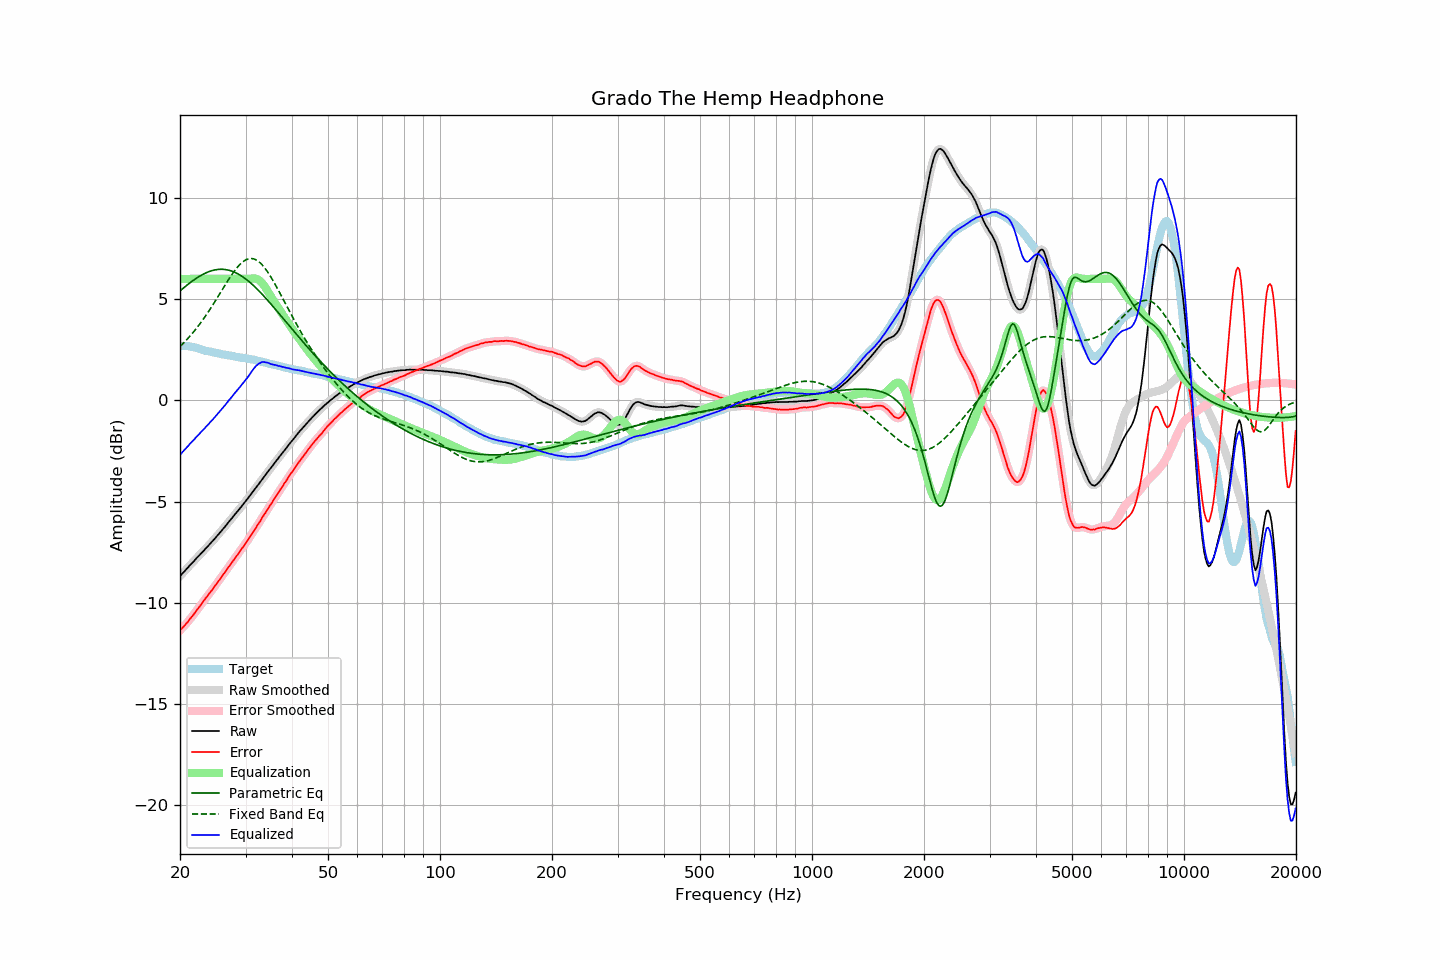 Grado The Hemp Headphone
Amplitude (dBr)
10
5
0
−5
−10
−15
−20
Target
Raw Smoothed
Error Smoothed
Raw
Error
Equalization
Parametric Eq
Fixed Band Eq
Equalized
20 50 100 200 500 1000 2000 5000 10000 20000
Frequency (Hz)